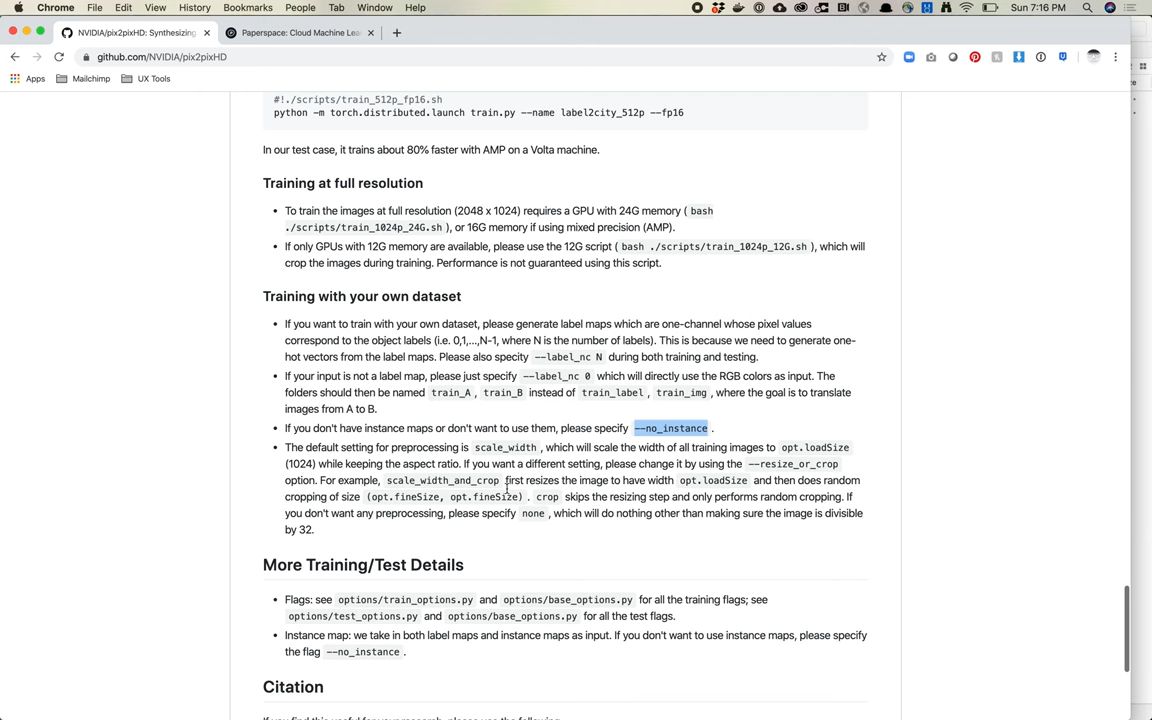 Chrome File Edit View History Bookmarks People Tab Window Help Sun 7:16 PM
NVIDIA/pix2pixHD: Synthesizing Paperspace: Cloud Machine Lea
github.com/NVIDIA/pix2pixHD
Apps Mailchimp UX Tools
#!./scripts/train_512p_fp16.sh
python -m torch.distributed.launch train.py --name label2city_512p --fp16
In our test case, it trains about 80% faster with AMP on a Volta machine.
Training at full resolution
• To train the images at full resolution (2048 x 1024) requires a GPU with 24G memory ( bash
./scripts/train_1024p_24G.sh ), or 16G memory if using mixed precision (AMP).
• If only GPUs with 12G memory are available, please use the 12G script ( bash ./scripts/train_1024p_12G.sh ), which will
crop the images during training. Performance is not guaranteed using this script.
Training with your own dataset
• If you want to train with your own dataset, please generate label maps which are one-channel whose pixel values
correspond to the object labels (i.e. 0,1,...,N-1, where N is the number of labels). This is because we need to generate one-
hot vectors from the label maps. Please also specify --label_nc N during both training and testing.
• If your input is not a label map, please just specify --label_nc 0 which will directly use the RGB colors as input. The
folders should then be named train_A , train_B instead of train_label , train_img , where the goal is to translate
images from A to B.
• If you don't have instance maps or don't want to use them, please specify --no_instance .
• The default setting for preprocessing is scale_width , which will scale the width of all training images to opt.loadSize
(1024) while keeping the aspect ratio. If you want a different setting, please change it by using the --resize_or_crop
option. For example, scale_width_and_crop first resizes the image to have width opt.loadSize and then does random
cropping of size (opt.fineSize, opt.fineSize) . crop skips the resizing step and only performs random cropping. If
you don't want any preprocessing, please specify none , which will do nothing other than making sure the image is divisible
by 32.
More Training/Test Details
• Flags: see options/train_options.py and options/base_options.py for all the training flags; see
options/test_options.py and options/base_options.py for all the test flags.
• Instance map: we take in both label maps and instance maps as input. If you don't want to use instance maps, please specify
the flag --no_instance .
Citation